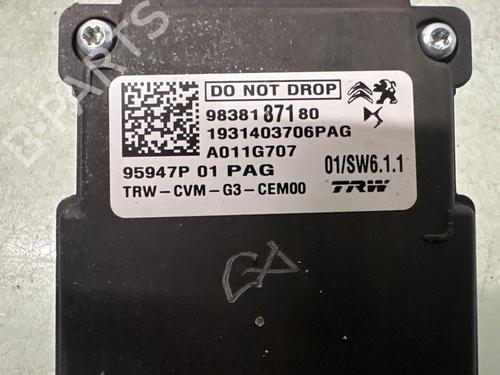 DO NOT DROP
98381 871 80
1931403706PAG
A011G707
95947P 01 PAG 01/SW6.1.1
TRW-CVM-G3-CEM00 TRW